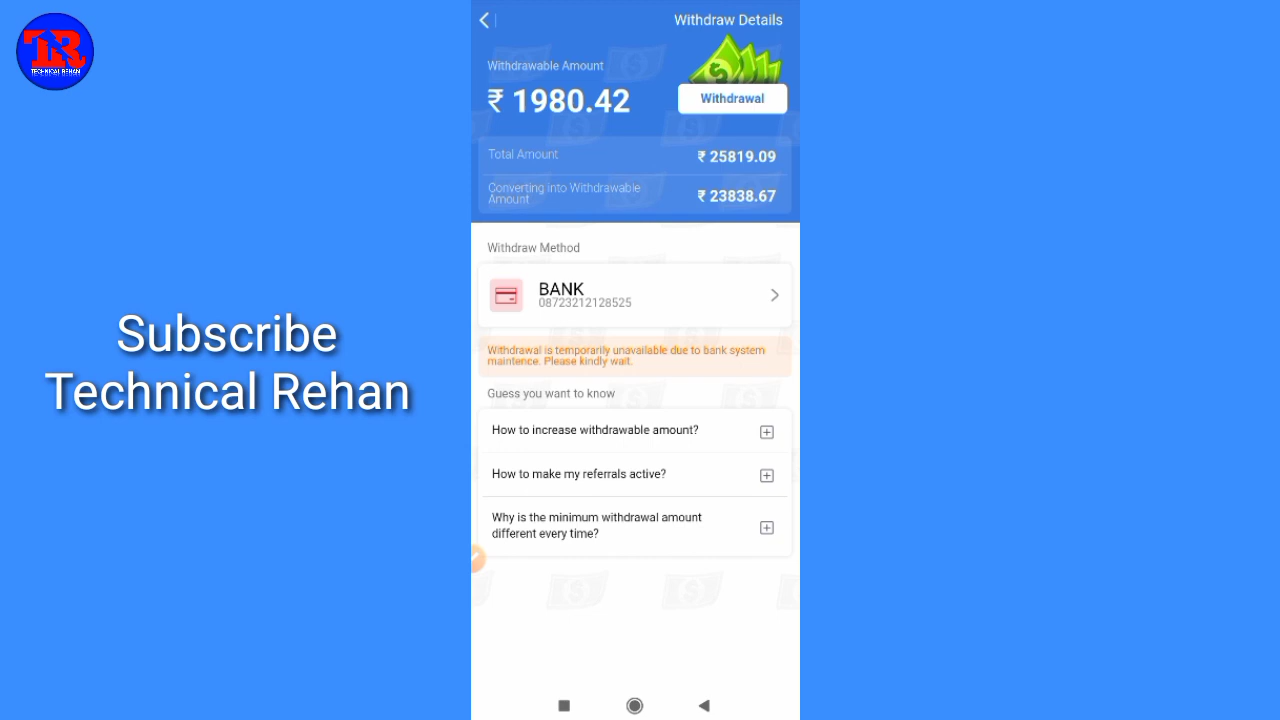 TR
TECHNICAL REHAN
Subscribe
Technical Rehan
Withdraw Details
Withdrawable Amount
₹ 1980.42
Withdrawal
Total Amount
₹ 25819.09
Converting into Withdrawable
Amount
₹ 23838.67
Withdraw Method
BANK
08723212128525
Withdrawal is temporarily unavailable due to bank system
maintence. Please kindly wait.
Guess you want to know
How to increase withdrawable amount?
How to make my referrals active?
Why is the minimum withdrawal amount
different every time?